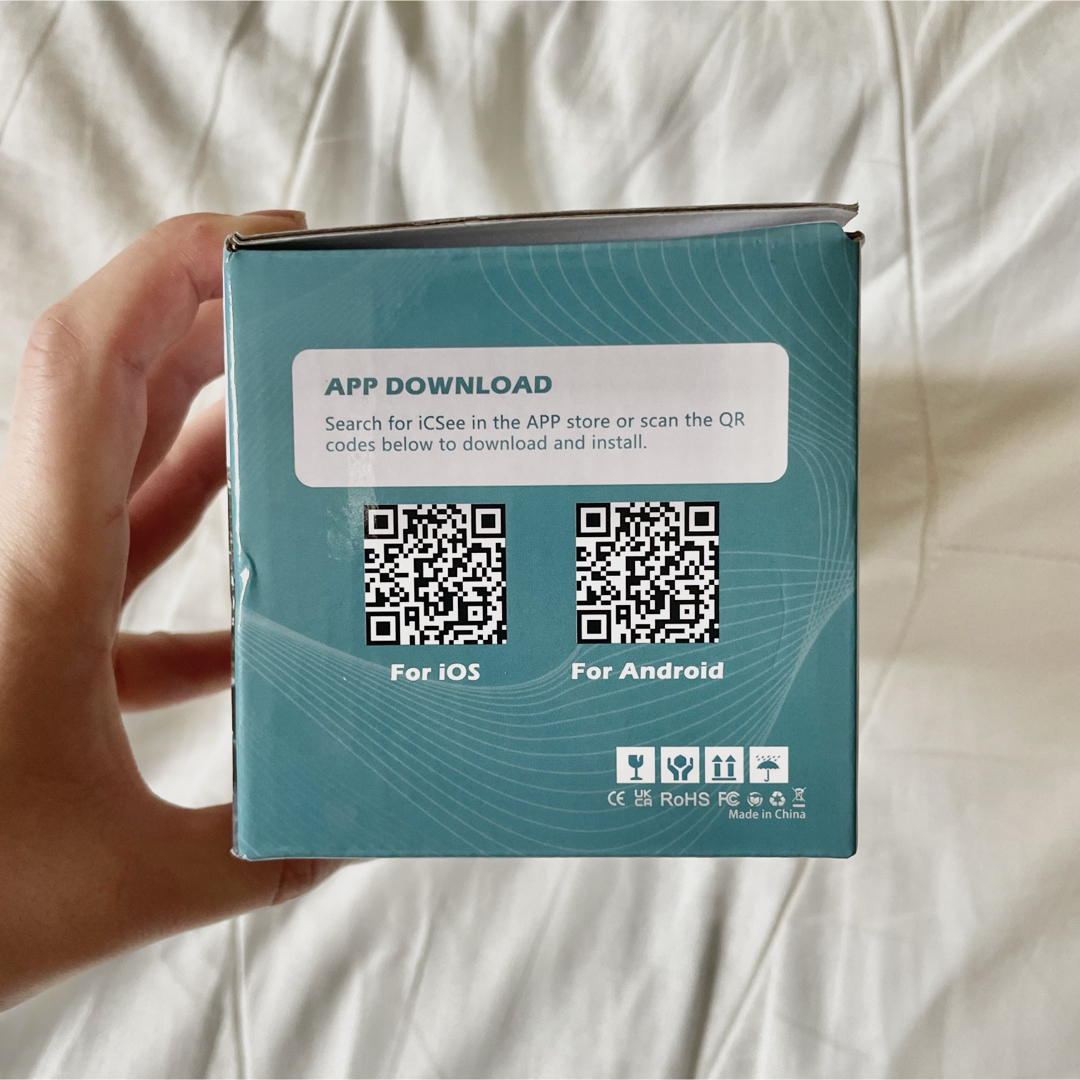 APP DOWNLOAD
Search for iCSee in the APP store or scan the QR
codes below to download and install.
For iOS
For Android
CE UK CA RoHS FC
Made in China